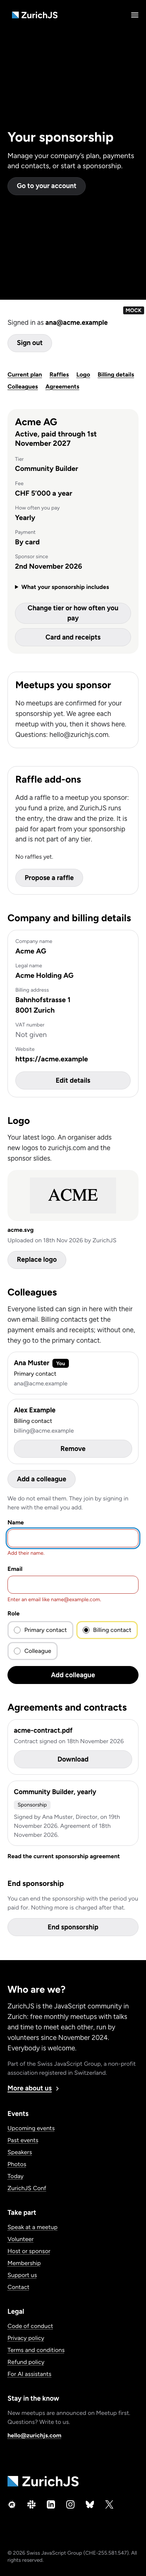 ZurichJS
Your sponsorship
Manage your company's plan, payments
and contacts, or start a sponsorship.
Go to your account
MOCK
Signed in as ana@acme.example
Sign out
Current plan Raffles Logo Billing details
Colleagues Agreements
Acme AG
Active, paid through 1st
November 2027
Tier
Community Builder
Fee
CHF 5'000 a year
How often you pay
Yearly
Payment
By card
Sponsor since
2nd November 2026
What your sponsorship includes
Change tier or how often you
pay
Card and receipts
Meetups you sponsor
No meetups are confirmed for your
sponsorship yet. We agree each
meetup with you, then it shows here.
Questions: hello@zurichjs.com.
Raffle add-ons
Add a raffle to a meetup you sponsor:
you fund a prize, and ZurichJS runs
the entry, the draw and the prize. It is
paid for apart from your sponsorship
and is not part of any tier.
No raffles yet.
Propose a raffle
Company and billing details
Company name
Acme AG
Legal name
Acme Holding AG
Billing address
Bahnhofstrasse 1
8001 Zurich
VAT number
Not given
Website
https://acme.example
Edit details
Logo
Your latest logo. An organiser adds
new logos to zurichjs.com and the
sponsor slides.
ACME
acme.svg
Uploaded on 18th Nov 2026 by ZurichJS
Replace logo
Colleagues
Everyone listed can sign in here with their
own email. Billing contacts get the
payment emails and receipts; without one,
they go to the primary contact.
Ana Muster You
Primary contact
ana@acme.example
Alex Example
Billing contact
billing@acme.example
Remove
Add a colleague
We do not email them. They join by signing in
here with the email you add.
Name
Add their name.
Email
Enter an email like name@example.com.
Role
Primary contact Billing contact
Colleague
Add colleague
Agreements and contracts
acme-contract.pdf
Contract signed on 18th November 2026
Download
Community Builder, yearly
Sponsorship
Signed by Ana Muster, Director, on 19th
November 2026. Agreement of 18th
November 2026.
Read the current sponsorship agreement
End sponsorship
You can end the sponsorship with the period you
paid for. Nothing more is charged after that.
End sponsorship
Who are we?
ZurichJS is the JavaScript community in
Zurich: free monthly meetups with talks
and time to meet each other, run by
volunteers since November 2024.
Everybody is welcome.
Part of the Swiss JavaScript Group, a non-profit
association registered in Switzerland.
More about us
Events
Upcoming events
Past events
Speakers
Photos
Today
ZurichJS Conf
Take part
Speak at a meetup
Volunteer
Host or sponsor
Membership
Support us
Contact
Legal
Code of conduct
Privacy policy
Terms and conditions
Refund policy
For AI assistants
Stay in the know
New meetups are announced on Meetup first.
Questions? Write to us.
hello@zurichjs.com
ZurichJS
© 2026 Swiss JavaScript Group (CHE-255.581.547). All
rights reserved.